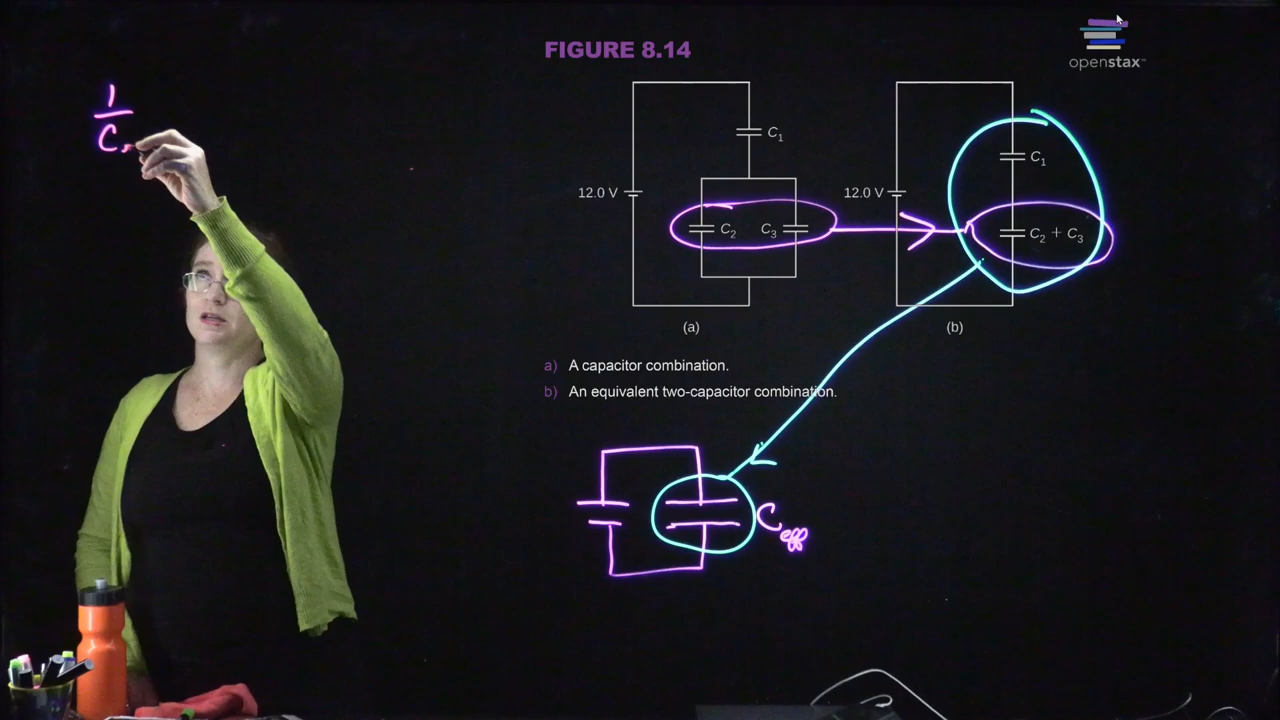 FIGURE 8.14
openstax™
1
C
C1
12.0 V
C2
C3
(a)
12.0 V
C1
C2 + C3
(b)
a) A capacitor combination.
b) An equivalent two-capacitor combination.
Ceff